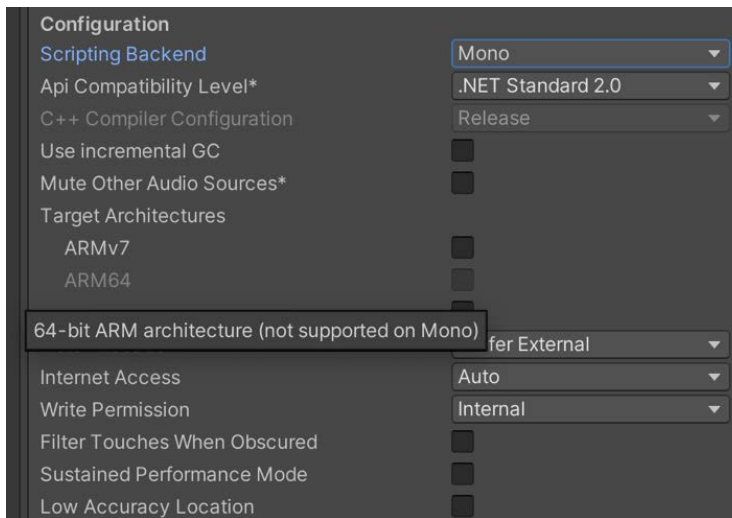 Configuration
Scripting Backend Mono
Api Compatibility Level* .NET Standard 2.0
C++ Compiler Configuration Release
Use incremental GC
Mute Other Audio Sources*
Target Architectures
ARMv7
ARM64
64-bit ARM architecture (not supported on Mono)
fer External
Internet Access Auto
Write Permission Internal
Filter Touches When Obscured
Sustained Performance Mode
Low Accuracy Location